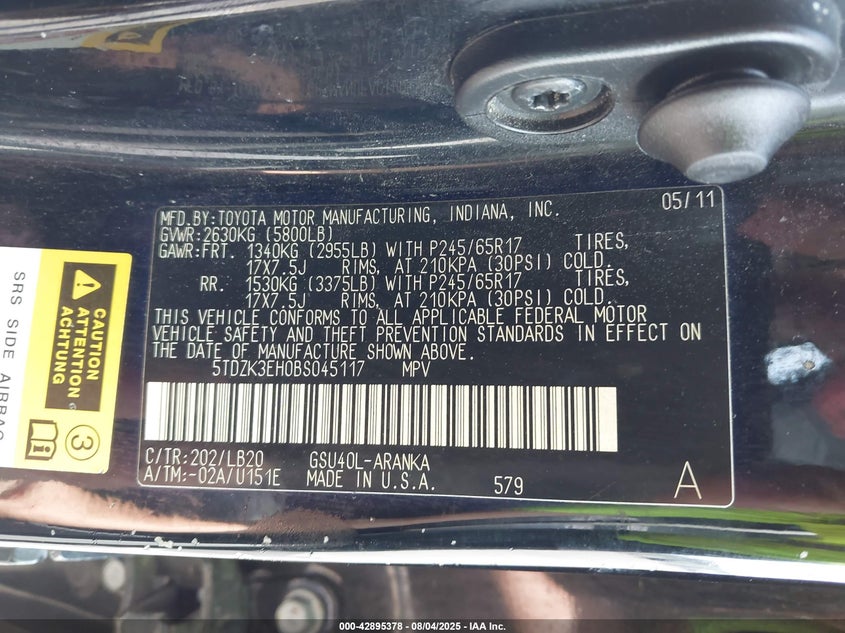 MFD.BY:TOYOTA MOTOR MANUFACTURING, INDIANA, INC. 05/11
GVWR:2630KG (5800LB)
GAWR:FRT. 1340KG (2955LB) WITH P245/65R17 TIRES,
17X7.5J RIMS, AT 210KPA (30PSI) COLD.
RR. 1530KG (3375LB) WITH P245/65R17 TIRES,
17X7.5J RIMS, AT 210KPA (30PSI) COLD.
THIS VEHICLE CONFORMS TO ALL APPLICABLE FEDERAL MOTOR
VEHICLE SAFETY AND THEFT PREVENTION STANDARDS IN EFFECT ON
THE DATE OF MANUFACTURE SHOWN ABOVE.
5TDZK3EH0BS045117 MPV
C/TR:202/LB20 GSU40L-ARANKA
A/TM:-02A/U151E MADE IN U.S.A. 579 A
CAUTION
ATTENTION
ACHTUNG
SRS SIDE AIRBAG
3
000-42895378 - 08/04/2025 - IAA Inc.